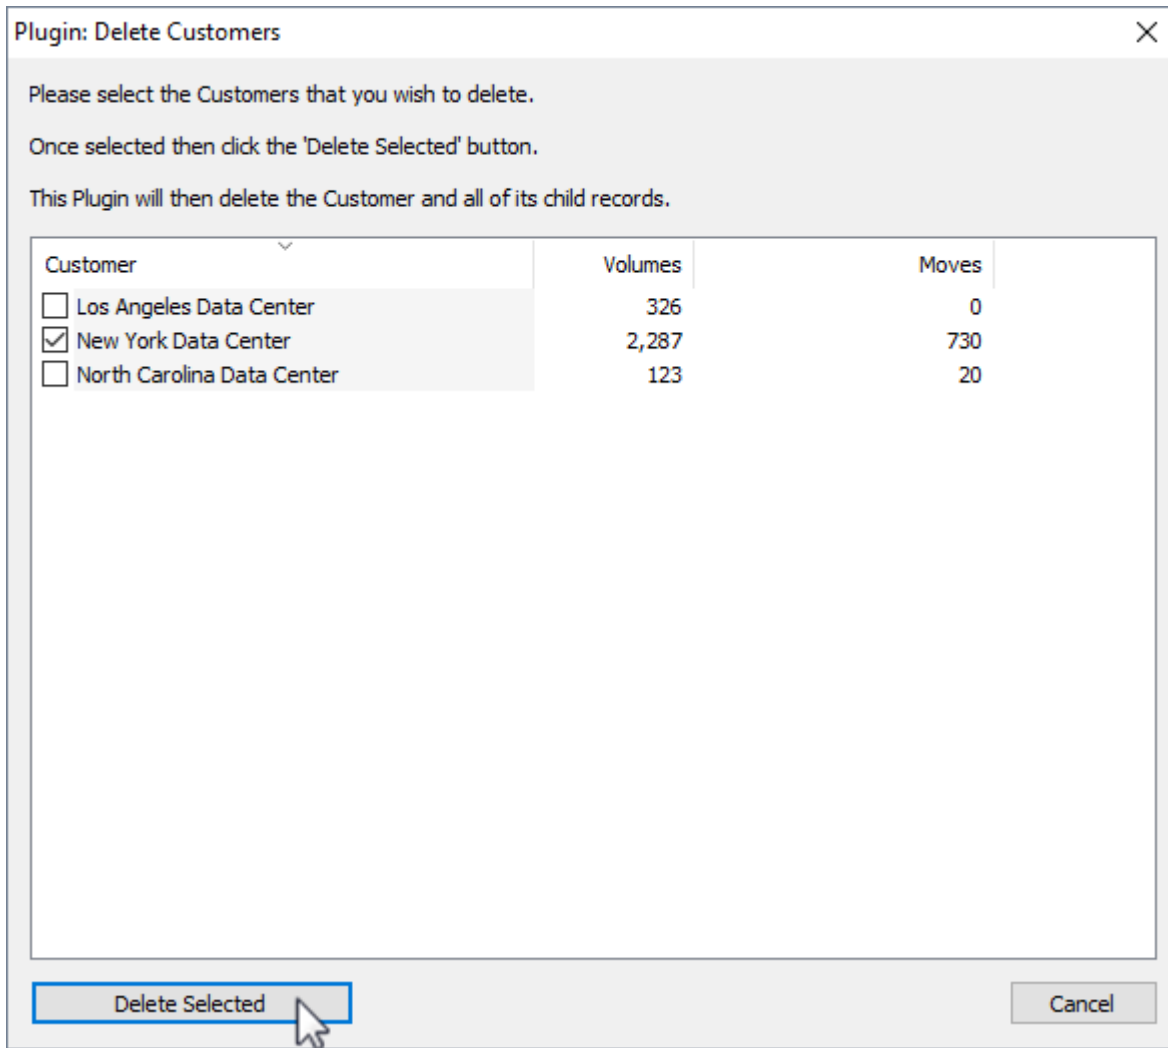 Plugin: Delete Customers
Please select the Customers that you wish to delete.
Once selected then click the 'Delete Selected' button.
This Plugin will then delete the Customer and all of its child records.
Customer Volumes Moves
Los Angeles Data Center 326 0
New York Data Center 2,287 730
North Carolina Data Center 123 20
Delete Selected Cancel